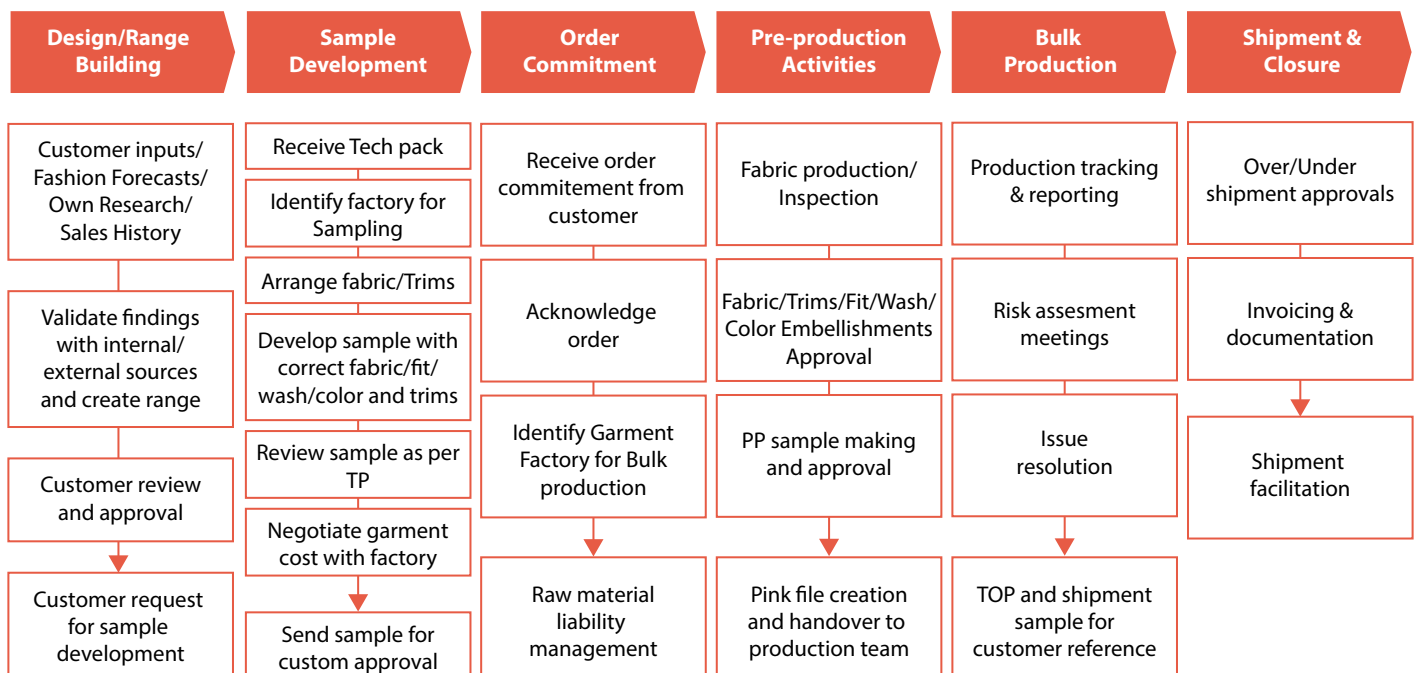 Design/Range
Building
Sample
Development
Order
Commitment
Pre-production
Activities
Bulk
Production
Shipment &
Closure
Customer inputs/
Fashion Forecasts/
Own Research/
Sales History
Validate findings
with internal/
external sources
and create range
Customer review
and approval
Customer request
for sample
development
Receive Tech pack
Identify factory for
Sampling
Arrange fabric/Trims
Develop sample with
correct fabric/fit/
wash/color and trims
Review sample as per
TP
Negotiate garment
cost with factory
Send sample for
custom approval
Receive order
commitement from
customer
Acknowledge
order
Identify Garment
Factory for Bulk
production
Raw material
liability
management
Fabric production/
Inspection
Fabric/Trims/Fit/Wash/
Color Embellishments
Approval
PP sample making
and approval
Pink file creation
and handover to
production team
Production tracking
& reporting
Risk assesment
meetings
Issue
resolution
TOP and shipment
sample for
customer reference
Over/Under
shipment approvals
Invoicing &
documentation
Shipment
facilitation